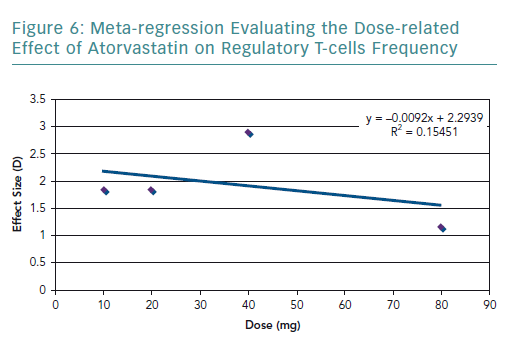 Figure 6: Meta-regression Evaluating the Dose-related
Effect of Atorvastatin on Regulatory T-cells Frequency
y = -0.0092x + 2.2939
R² = 0.15451
Effect Size (D)
3.5
3
2.5
2
1.5
1
0.5
0
0 10 20 30 40 50 60 70 80 90
Dose (mg)